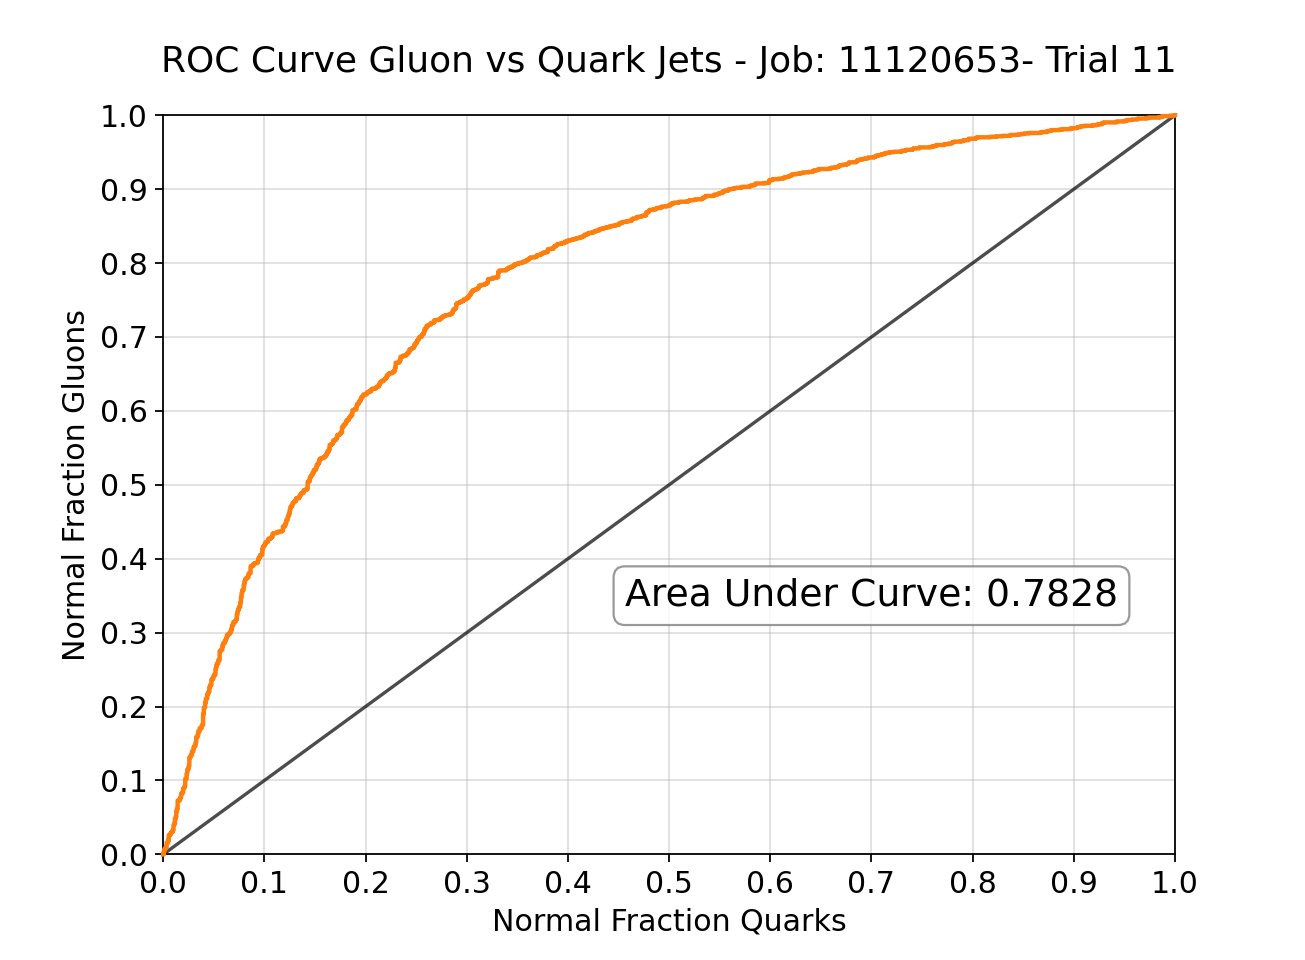 ROC Curve Gluon vs Quark Jets - Job: 11120653- Trial 11
1.0
0.9
0.8
0.7
0.6
0.5
0.4
0.3
0.2
0.1
0.0
Normal Fraction Gluons
Area Under Curve: 0.7828
0.0 0.1 0.2 0.3 0.4 0.5 0.6 0.7 0.8 0.9 1.0
Normal Fraction Quarks